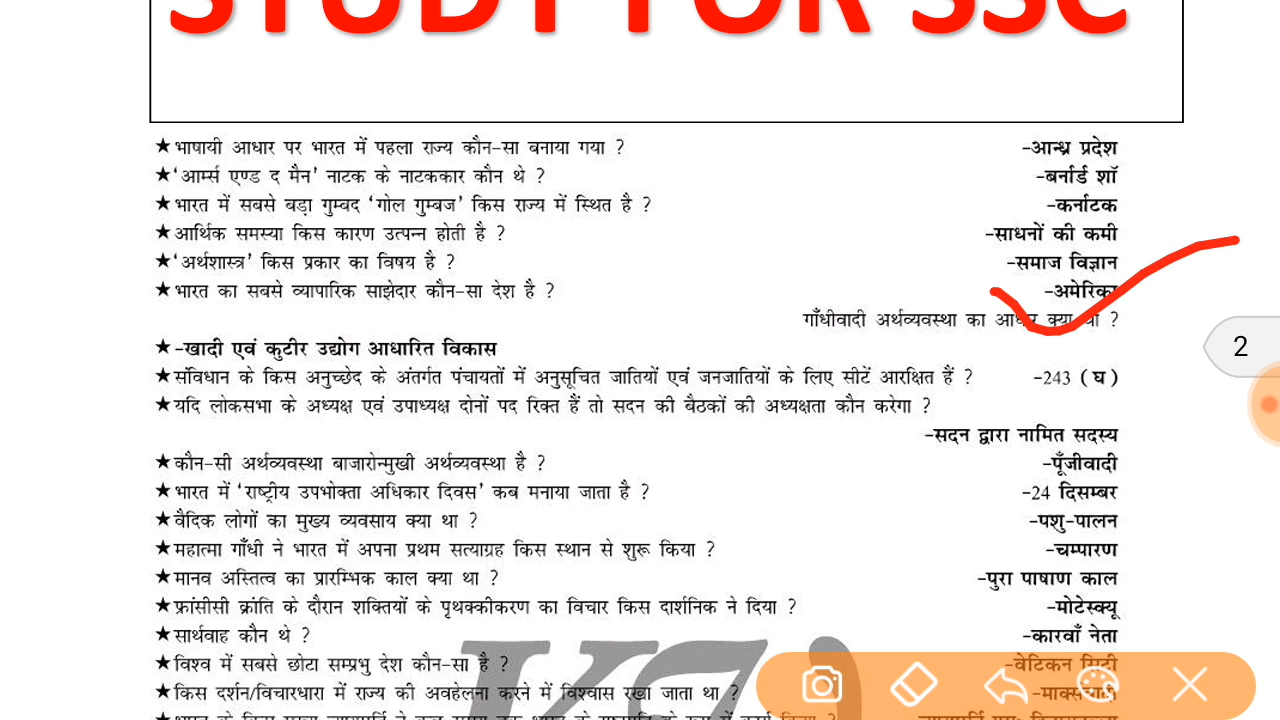 STUDY FOR SSC
★भाषायी आधार पर भारत में पहला राज्य कौन-सा बनाया गया ? -आन्ध्र प्रदेश
★‘आर्म्स एण्ड द मैन’ नाटक के नाटककार कौन थे ? -बर्नार्ड शॉ
★भारत में सबसे बड़ा गुम्वद ‘गोल गुम्बज’ किस राज्य में स्थित है ? -कर्नाटक
★आर्थिक समस्या किस कारण उत्पन्न होती है ? -साधनों की कमी
★‘अर्थशास्त्र’ किस प्रकार का विषय है ? -समाज विज्ञान
★भारत का सबसे व्यापारिक साझेदार कौन-सा देश है ? -अमेरिका
गाँधीवादी अर्थव्यवस्था का आधार क्या था ?
★-खादी एवं कुटीर उद्योग आधारित विकास
★संविधान के किस अनुच्छेद के अंतर्गत पंचायतों में अनुसूचित जातियों एवं जनजातियों के लिए सीटें आरक्षित हैं ? -243 (घ)
★यदि लोकसभा के अध्यक्ष एवं उपाध्यक्ष दोनों पद रिक्त हैं तो सदन की बैठकों की अध्यक्षता कौन करेगा ?
-सदन द्वारा नामित सदस्य
★कौन-सी अर्थव्यवस्था बाजारोन्मुखी अर्थव्यवस्था है ? -पूँजीवादी
★भारत में ‘राष्ट्रीय उपभोक्ता अधिकार दिवस’ कब मनाया जाता है ? -24 दिसम्बर
★वैदिक लोगों का मुख्य व्यवसाय क्या था ? -पशु-पालन
★महात्मा गाँधी ने भारत में अपना प्रथम सत्याग्रह किस स्थान से शुरू किया ? -चम्पारण
★मानव अस्तित्व का प्रारम्भिक काल क्या था ? -पुरा पाषाण काल
★फ्रांसीसी क्रांति के दौरान शक्तियों के पृथक्कीकरण का विचार किस दार्शनिक ने दिया ? -मोटेस्क्यू
★सार्थवाह कौन थे ? -कारवाँ नेता
★विश्व में सबसे छोटा सम्प्रभु देश कौन-सा है ? -वेटिकन सिटी
★किस दर्शन/विचारधारा में राज्य की अवहेलना करने में विश्वास रखा जाता था ? -मार्क्सवादी
2